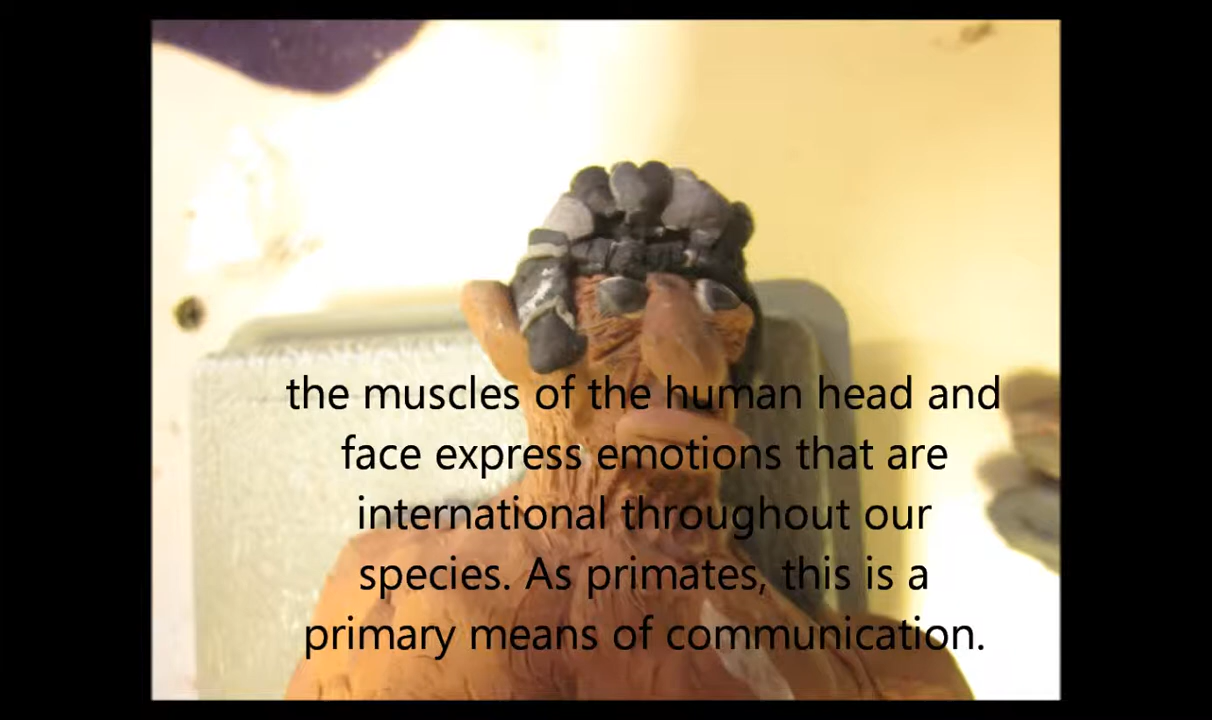 the muscles of the human head and
face express emotions that are
international throughout our
species. As primates, this is a
primary means of communication.